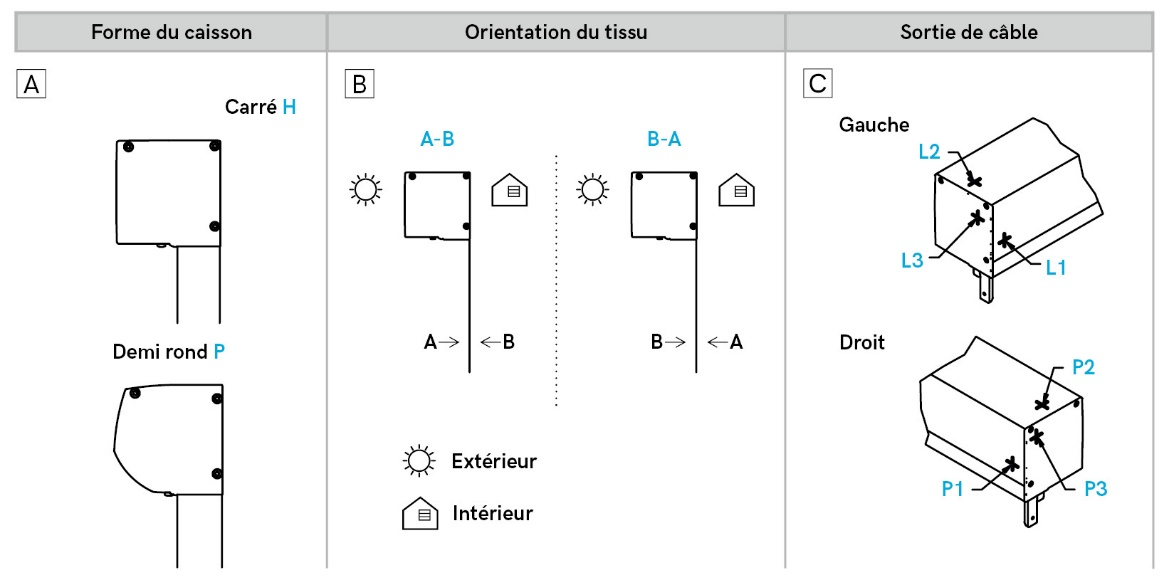 Forme du caisson
Orientation du tissu
Sortie de câble
A
Carré H
Demi rond P
B
A-B
B-A
A B
B A
Extérieur
Intérieur
C
Gauche
L2
L3
L1
Droit
P2
P1
P3